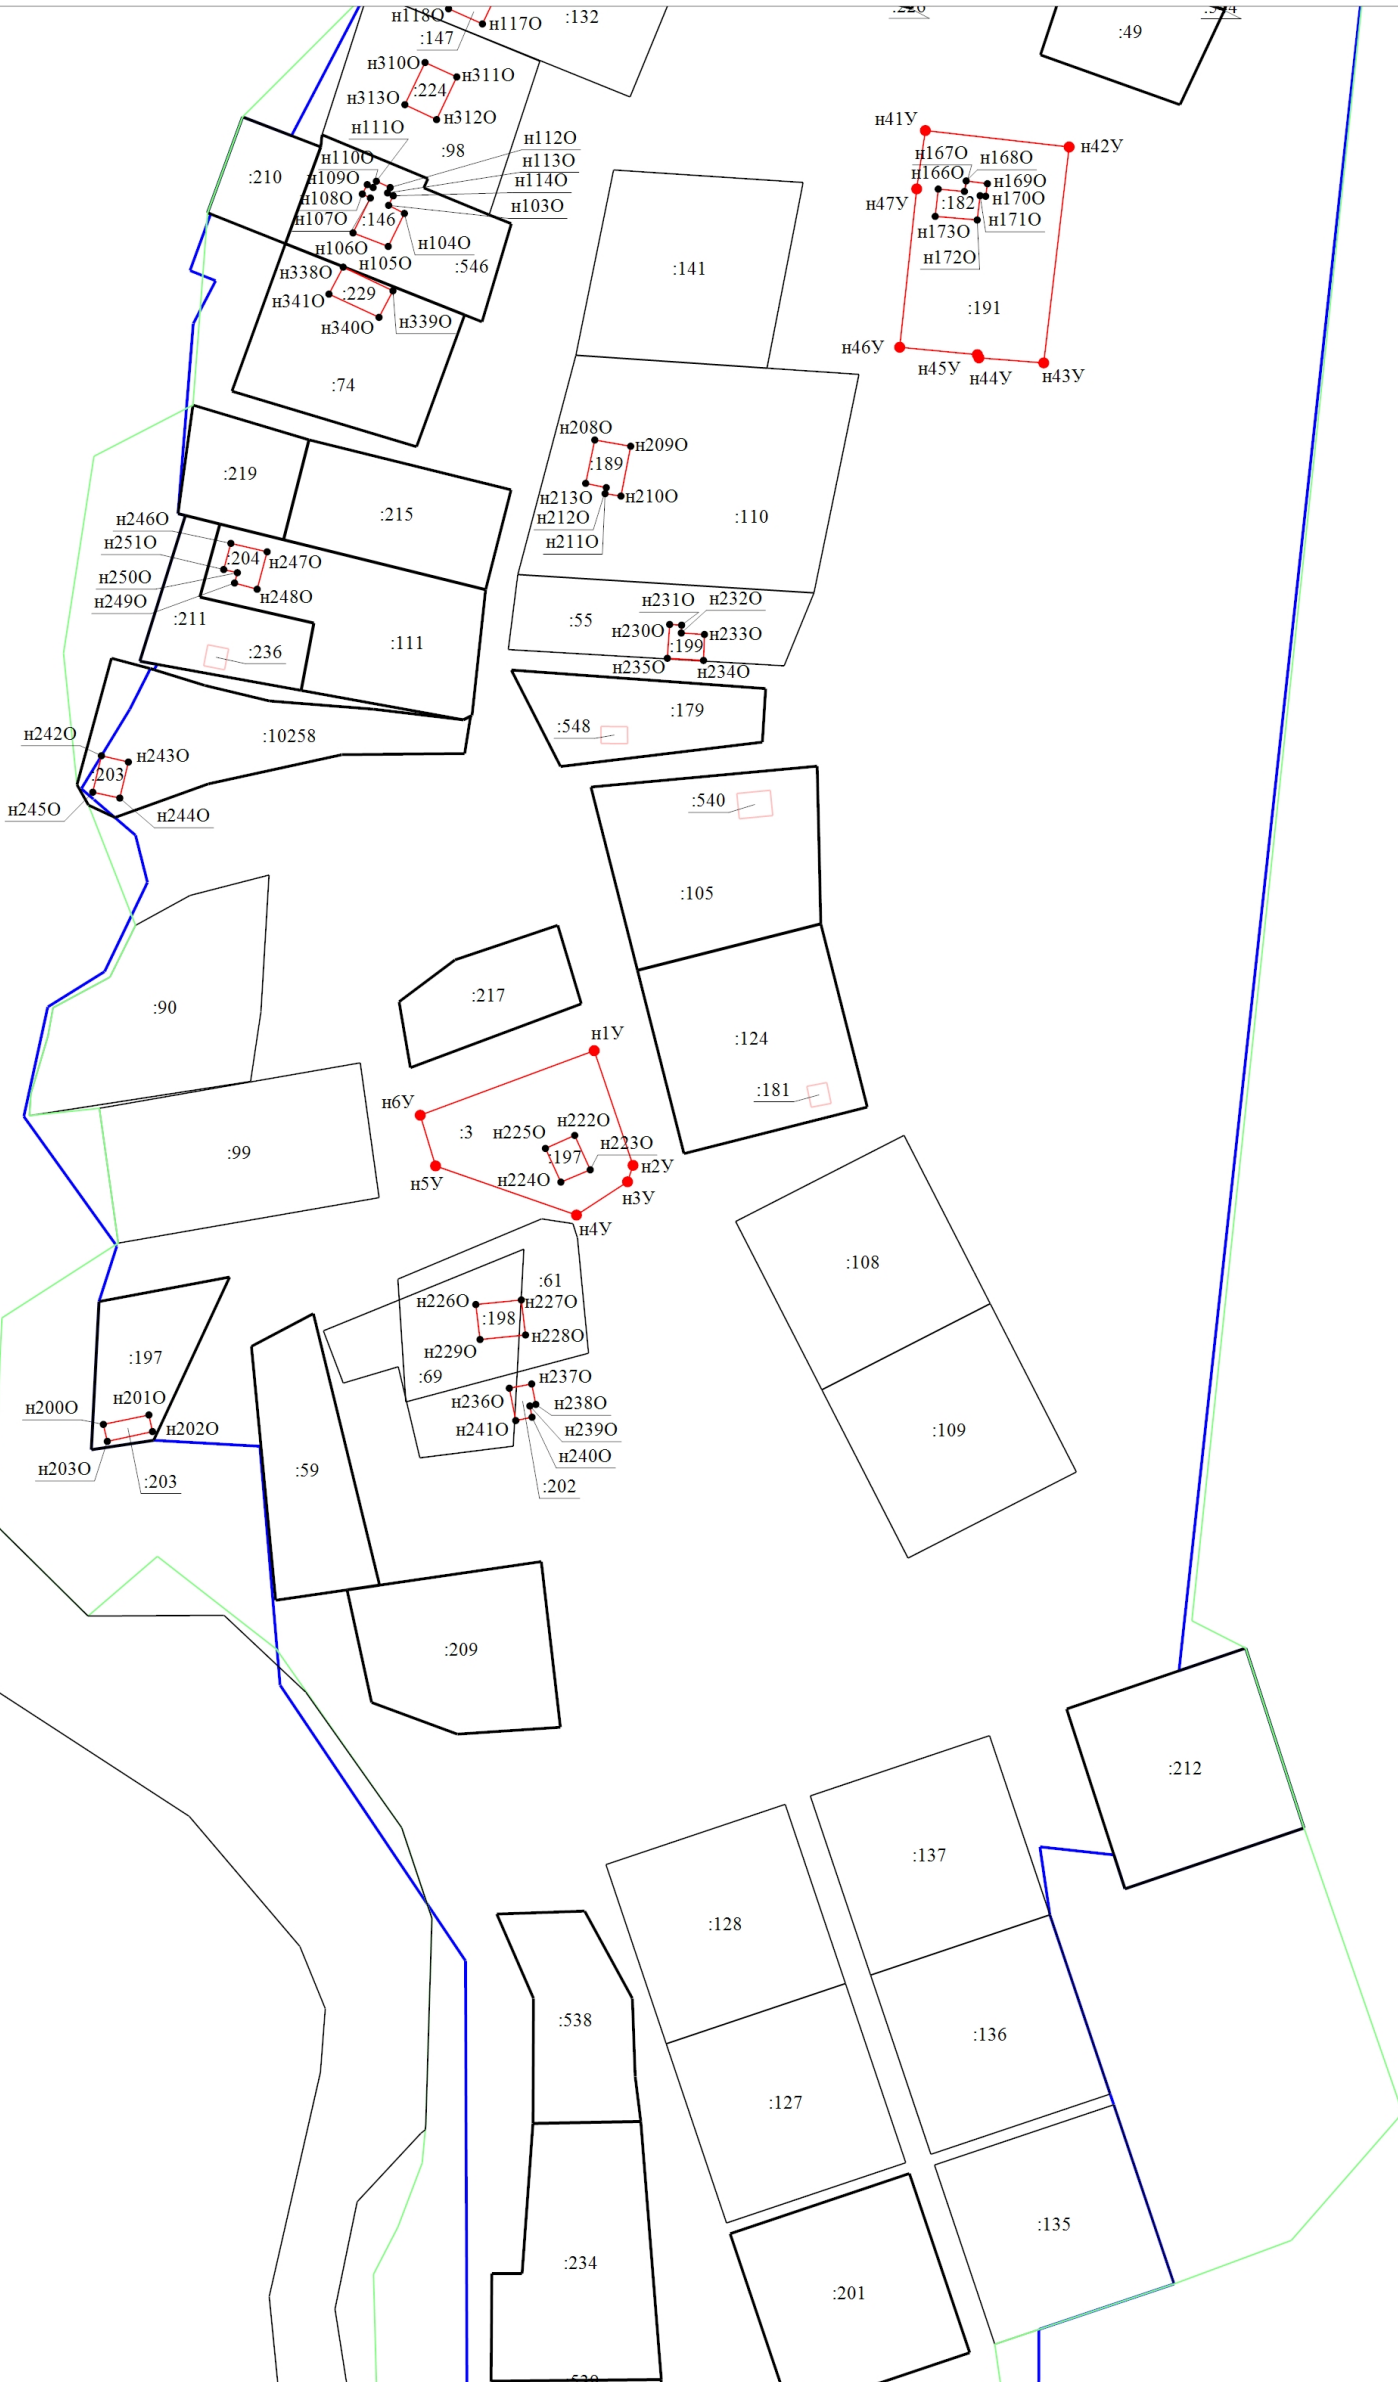 н118О
н117О
:132
:147
:49
н310О
н311О
:224
н313О
н312О
н111О
:98
н112О
н110О
н113О
н109О
н114О
:210
н108О
н103О
н107О
:146
н104О
н106О
н105О
:546
н338О
:229
н341О
н339О
н340О
:74
:141
н41У
н42У
н167О
н168О
н166О
н169О
н47У
:182
н170О
н171О
н173О
н172О
:191
н46У
н45У
н44У
н43У
н208О
н209О
:189
н213О
н210О
н212О
н211О
:110
:219
:215
н246О
н251О
:204
н247О
н250О
н248О
н249О
:211
:236
:111
:55
н231О
н232О
н230О
н233О
:199
н235О
н234О
:179
:548
:10258
н242О
н243О
:203
н245О
н244О
:540
:105
:90
:217
:124
:181
н1У
н6У
:3
н222О
н225О
н223О
:197
н224О
н2У
н5У
н3У
н4У
:99
:108
:61
н226О
н227О
:198
н228О
н229О
:69
н237О
н236О
н238О
н241О
н239О
н240О
:202
:197
н201О
н200О
н202О
н203О
:203
:59
:109
:209
:212
:137
:128
:136
:538
:127
:135
:234
:201